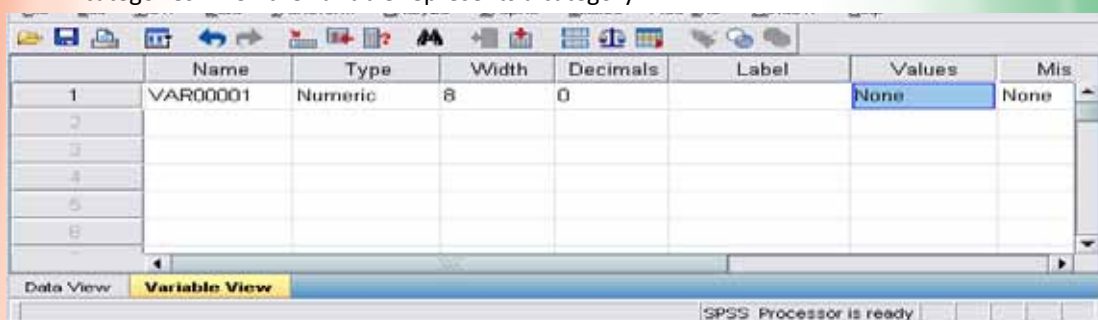 Name Type Width Decimals Label Values Mis
1 VAR00001 Numeric 8 0 None None
2
3
4
5
6
Data View Variable View
SPSS Processor is ready